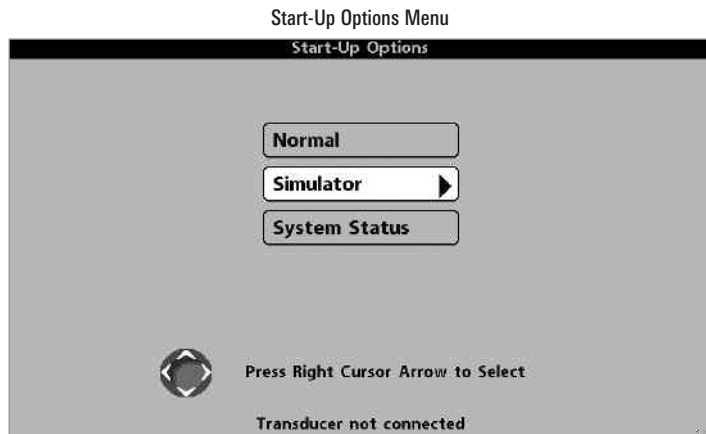 Start-Up Options Menu
Start-Up Options
Normal
Simulator
System Status
Press Right Cursor Arrow to Select
Transducer not connected